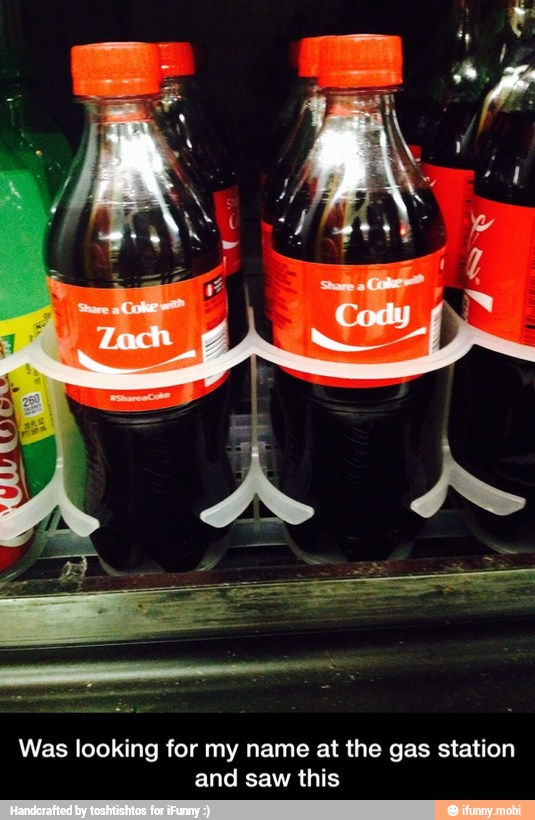 Share a Coke with
Zach
#ShareaCoke
Share a Coke with
Cody
260
Was looking for my name at the gas station
and saw this
Handcrafted by toshtishtos for iFunny :)
ifunny.mobi